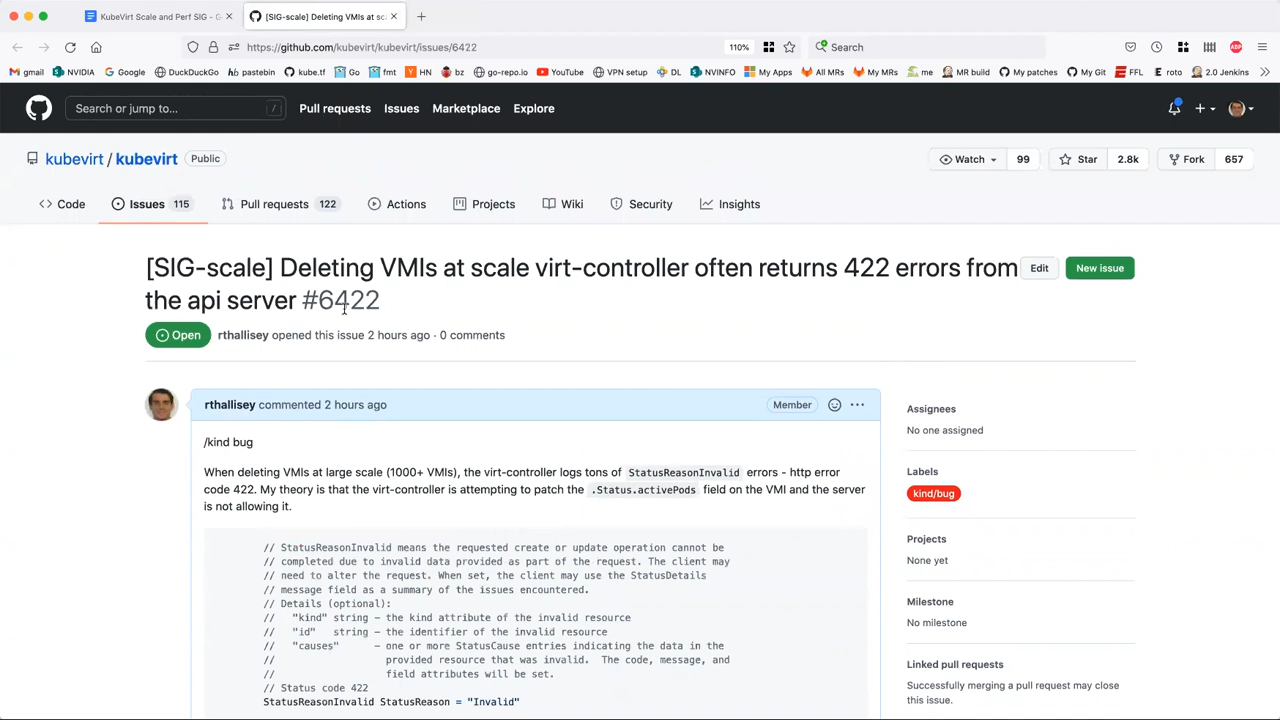 KubeVirt Scale and Perf SIG - G
[SIG-scale] Deleting VMIs at sc
https://github.com/kubevirt/kubevirt/issues/6422
110%
Search
gmail
NVIDIA
Google
DuckDuckGo
pastebin
kube.tf
Go
fmt
HN
bz
go-repo.io
YouTube
VPN setup
DL
NVINFO
My Apps
All MRs
My MRs
me
MR build
My patches
My Git
FFL
roto
2.0 Jenkins
Search or jump to...
/
Pull requests
Issues
Marketplace
Explore
kubevirt / kubevirt
Public
Watch
99
Star
2.8k
Fork
657
Code
Issues 115
Pull requests 122
Actions
Projects
Wiki
Security
Insights
[SIG-scale] Deleting VMIs at scale virt-controller often returns 422 errors from
the api server #6422
Edit
New issue
Open
rthallisey opened this issue 2 hours ago · 0 comments
rthallisey commented 2 hours ago
Member
/kind bug
When deleting VMIs at large scale (1000+ VMIs), the virt-controller logs tons of StatusReasonInvalid errors - http error
code 422. My theory is that the virt-controller is attempting to patch the .Status.activePods field on the VMI and the server
is not allowing it.
// StatusReasonInvalid means the requested create or update operation cannot be
// completed due to invalid data provided as part of the request. The client may
// need to alter the request. When set, the client may use the StatusDetails
// message field as a summary of the issues encountered.
// Details (optional):
//   "kind" string - the kind attribute of the invalid resource
//   "id"   string - the identifier of the invalid resource
//   "causes"      - one or more StatusCause entries indicating the data in the
//                   provided resource that was invalid.  The code, message, and
//                   field attributes will be set.
// Status code 422
StatusReasonInvalid StatusReason = "Invalid"
Assignees
No one assigned
Labels
kind/bug
Projects
None yet
Milestone
No milestone
Linked pull requests
Successfully merging a pull request may close
this issue.